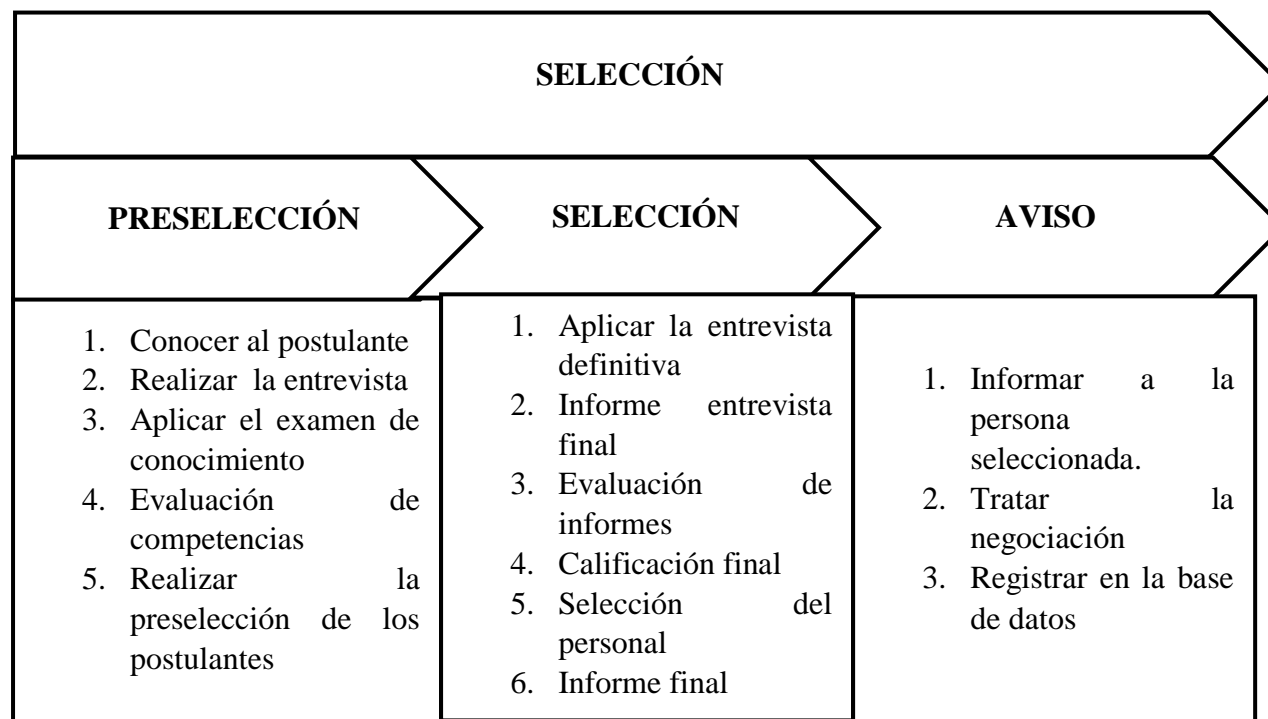 SELECCIÓN
PRESELECCIÓN
SELECCIÓN
AVISO
1. Conocer al postulante
2. Realizar la entrevista
3. Aplicar el examen de
conocimiento
4. Evaluación de
competencias
5. Realizar la
preselección de los
postulantes
1. Aplicar la entrevista
definitiva
2. Informe entrevista
final
3. Evaluación de
informes
4. Calificación final
5. Selección del
personal
6. Informe final
1. Informar a la
persona
seleccionada.
2. Tratar la
negociación
3. Registrar en la base
de datos